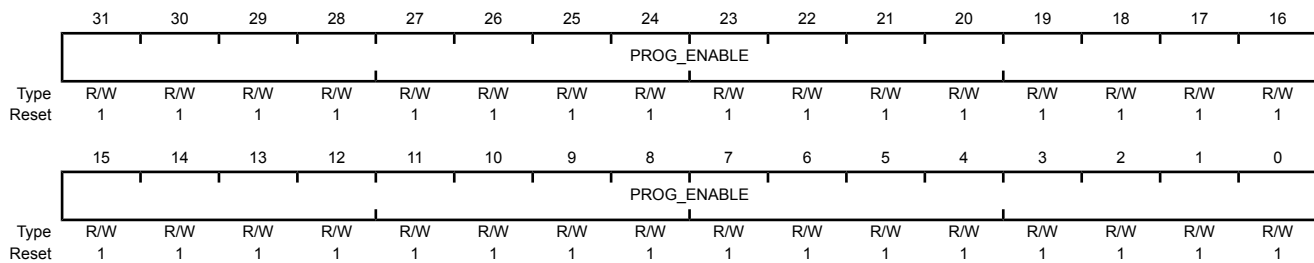 31 30 29 28 27 26 25 24 23 22 21 20 19 18 17 16
PROG_ENABLE
Type R/W R/W R/W R/W R/W R/W R/W R/W R/W R/W R/W R/W R/W R/W R/W R/W
Reset 1 1 1 1 1 1 1 1 1 1 1 1 1 1 1 1
15 14 13 12 11 10 9 8 7 6 5 4 3 2 1 0
PROG_ENABLE
Type R/W R/W R/W R/W R/W R/W R/W R/W R/W R/W R/W R/W R/W R/W R/W R/W
Reset 1 1 1 1 1 1 1 1 1 1 1 1 1 1 1 1